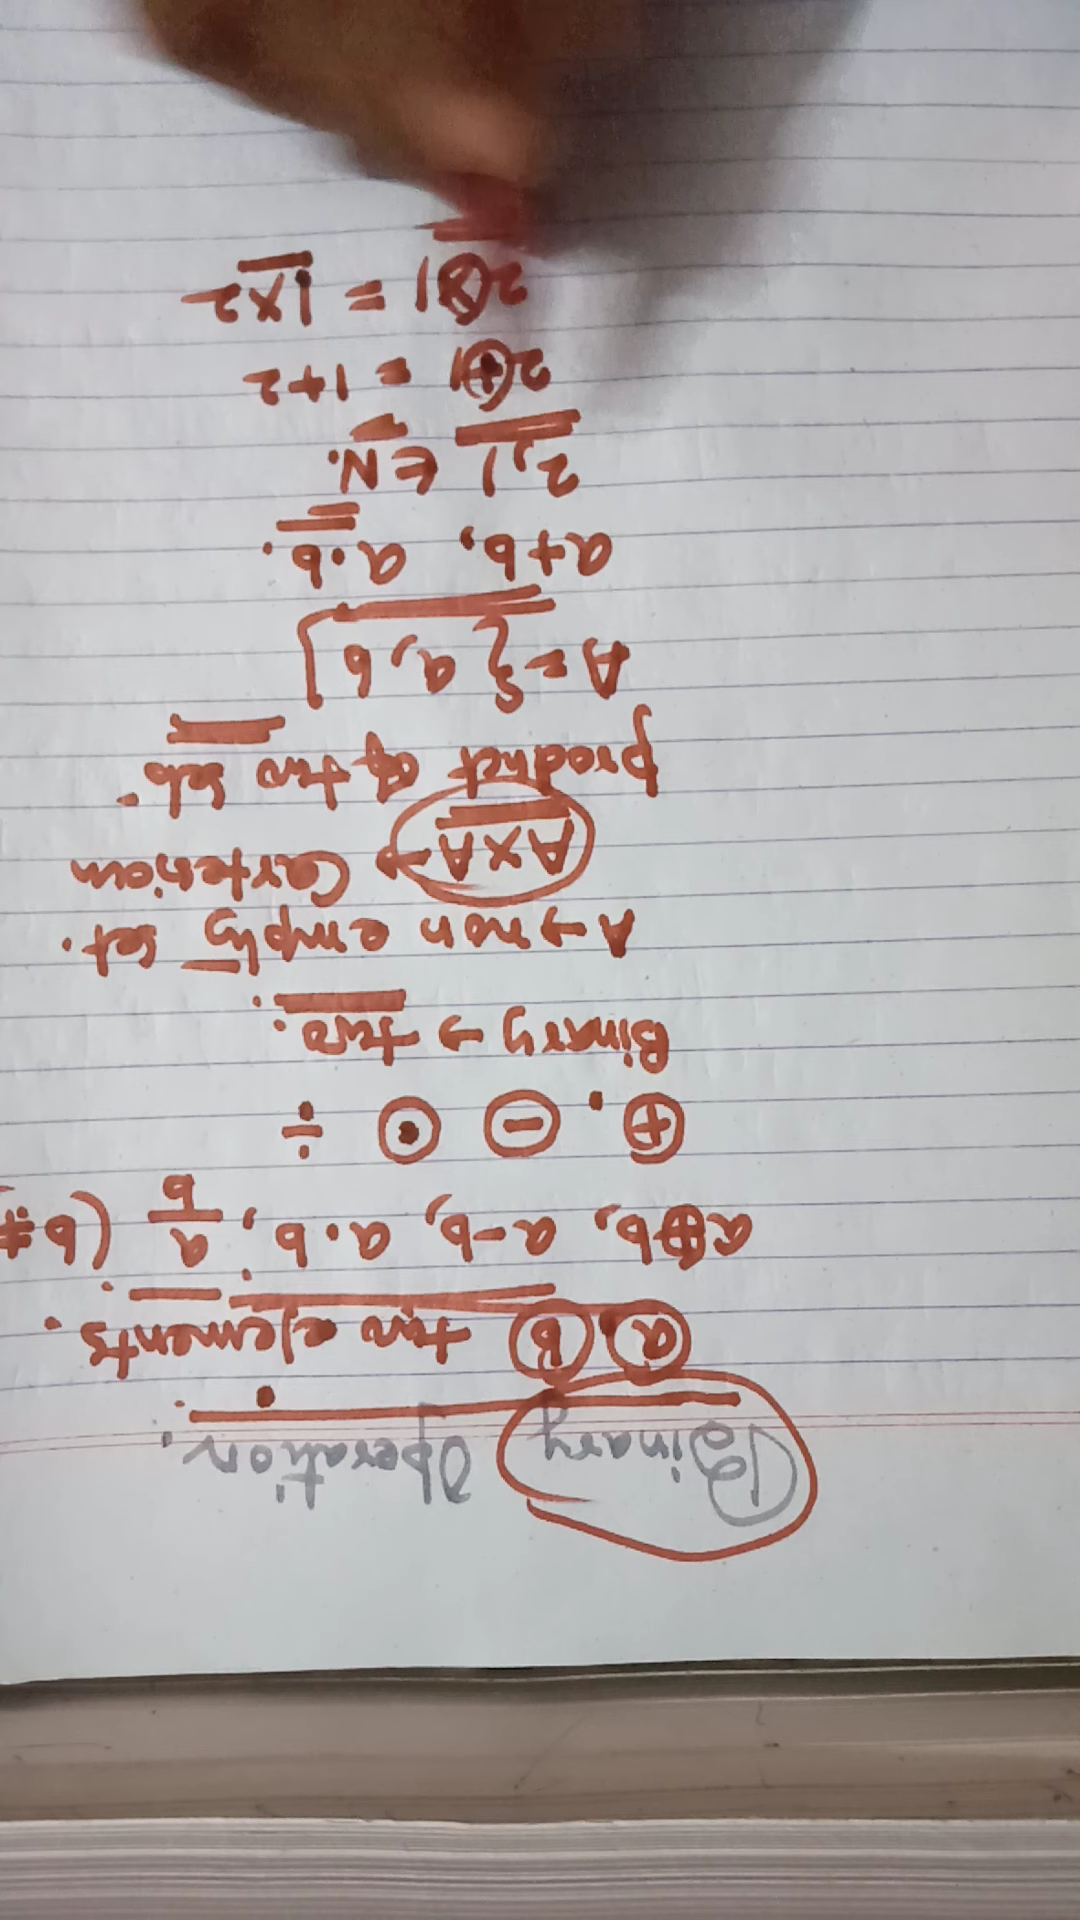 Binary Operation.
a, b two elements.
a+b, a-b, a.b, a/b (b≠
+. - . ÷
Binary → two.
A → non empty set.
A×A → Cartesian
product of two sets.
A = {a, b}
a+b, a.b.
2,1 ∈ N.
2+1 = 1+2
2×1 = 1×2